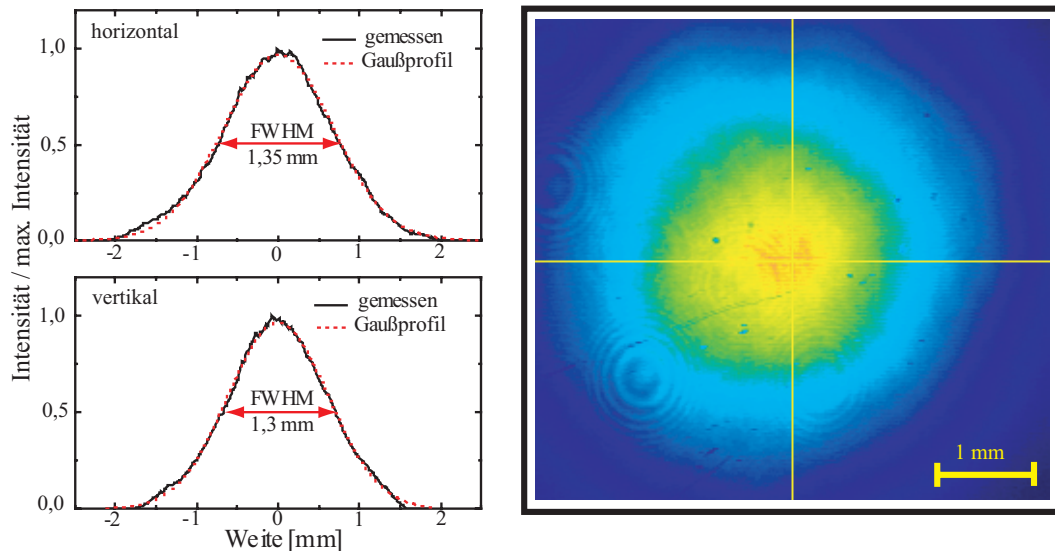 horizontal
gemessen
Gaußprofil
FWHM
1,35 mm
1,0
0,5
0,0
-2 -1 0 1 2
Intensität / max. Intensität
vertikal
gemessen
Gaußprofil
FWHM
1,3 mm
1,0
0,5
0,0
-2 -1 0 1 2
Weite [mm]
1 mm